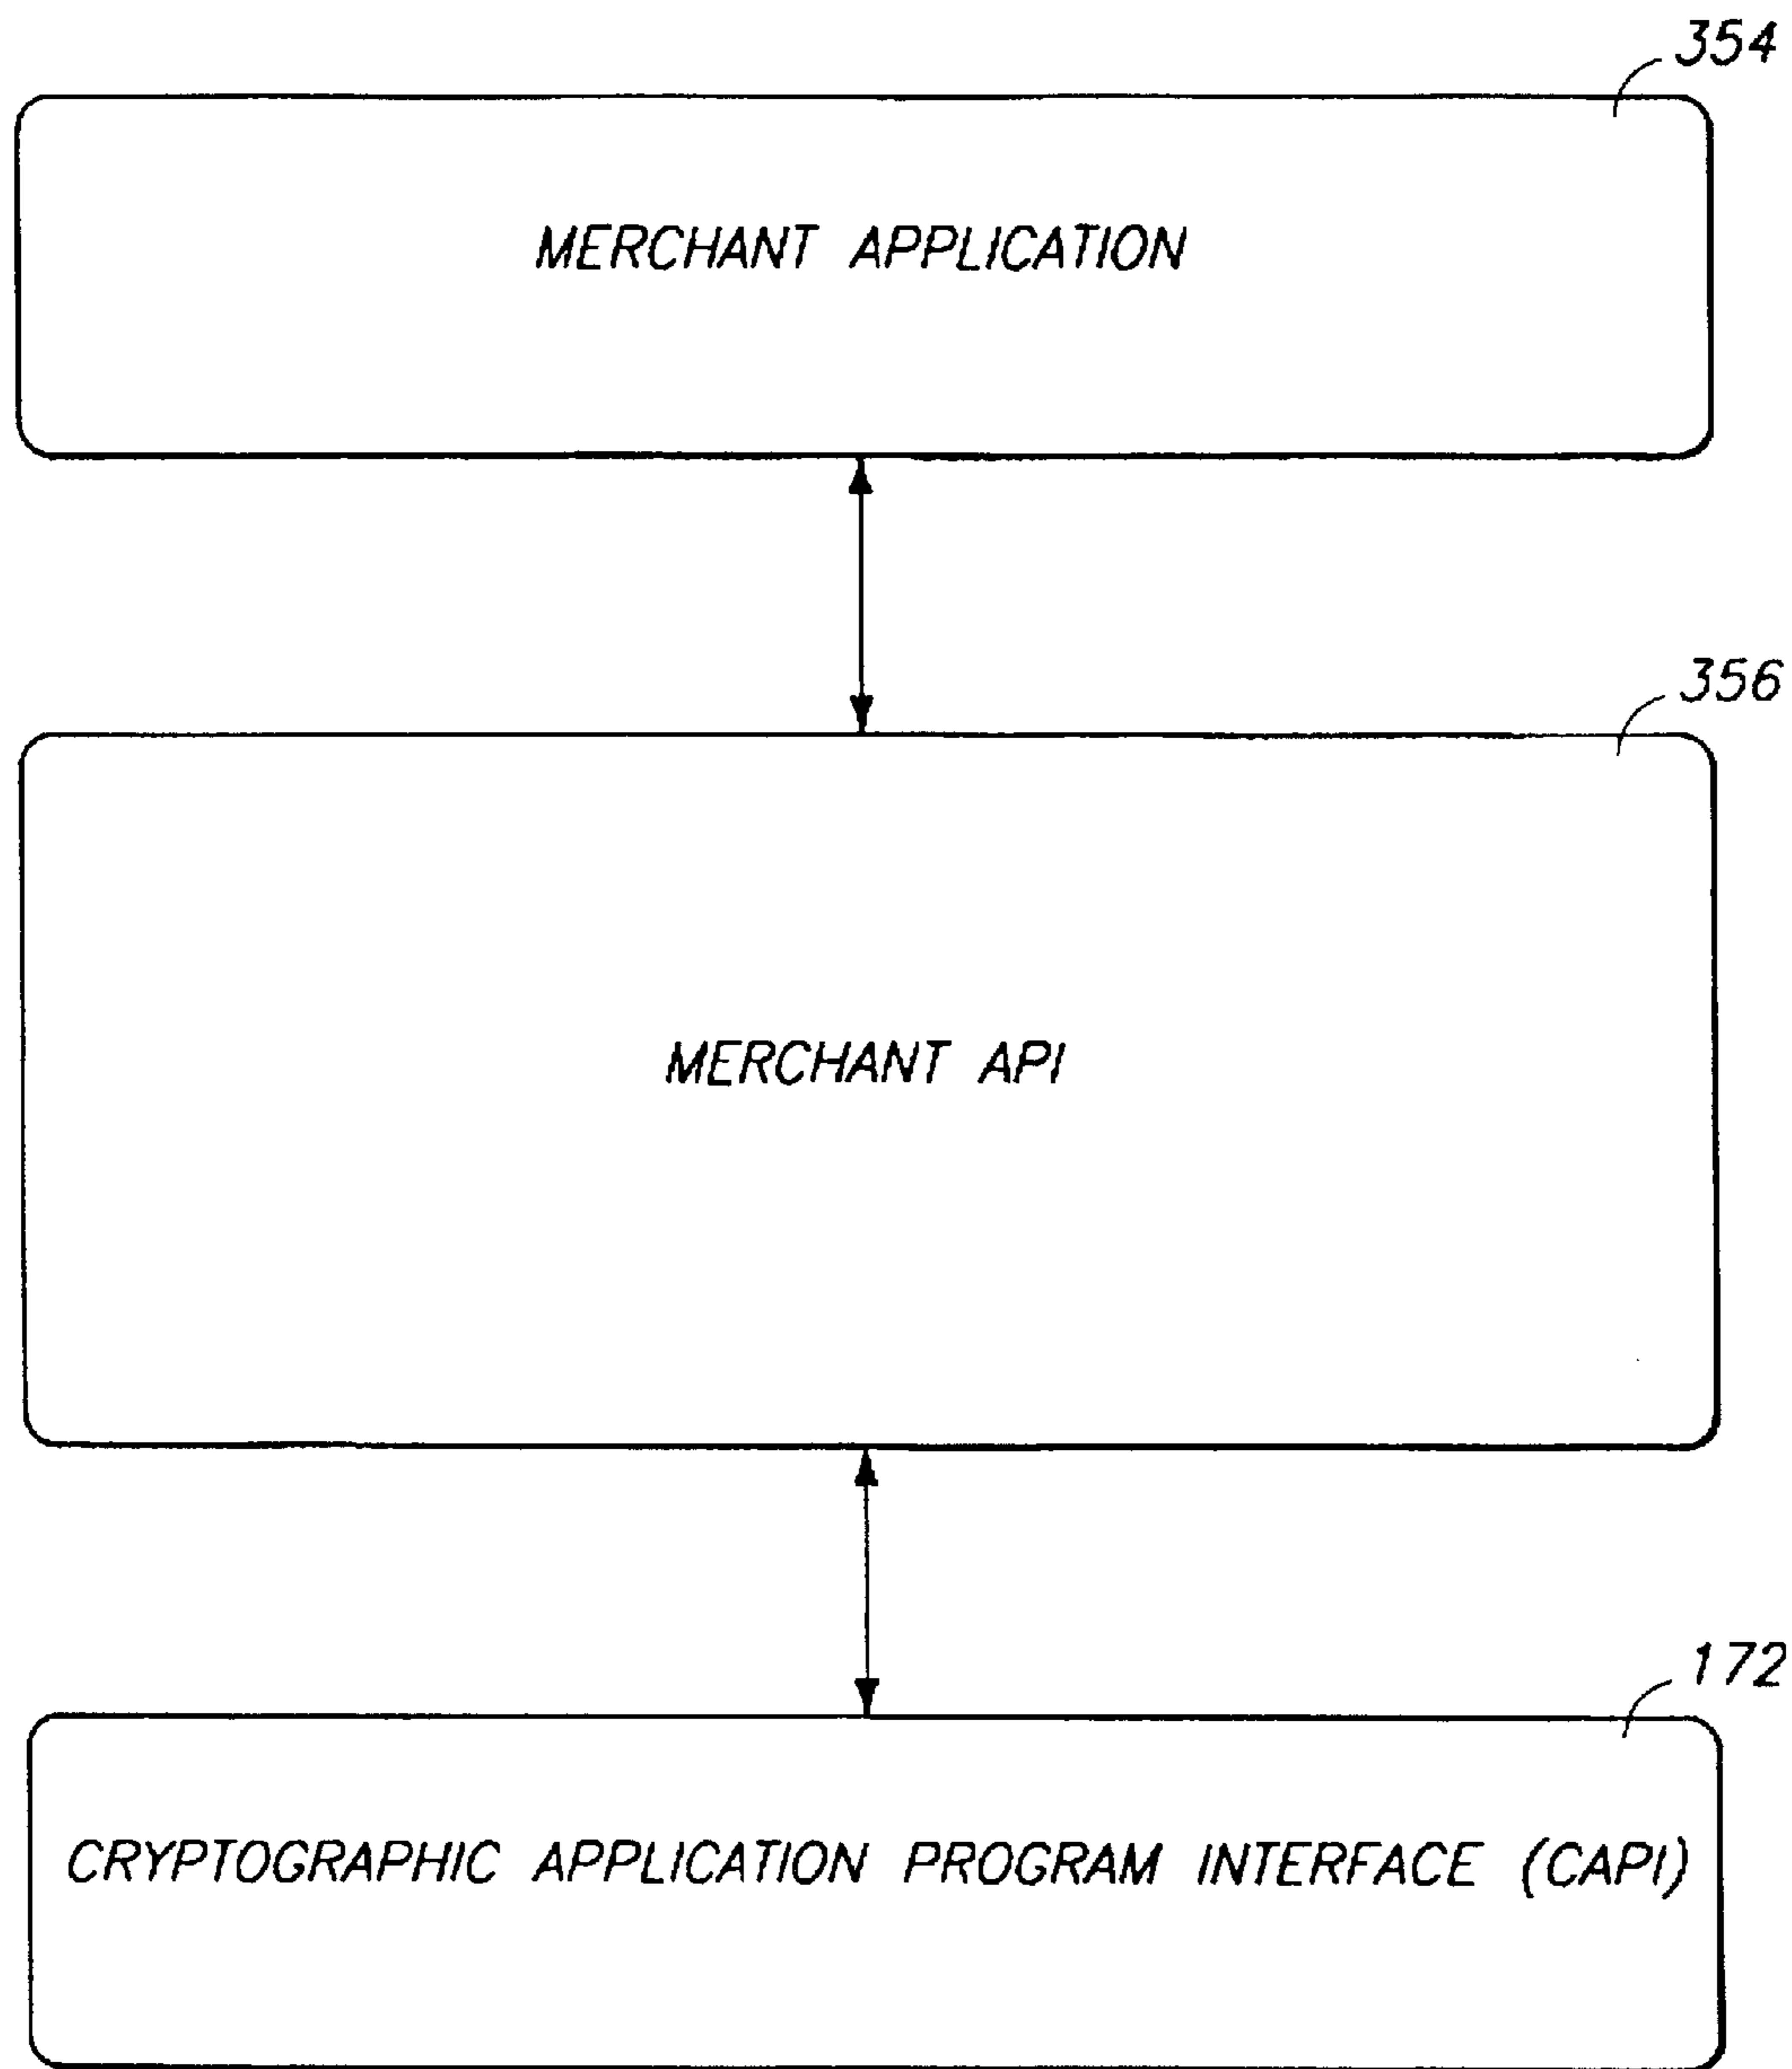 354
MERCHANT APPLICATION
356
MERCHANT API
172
CRYPTOGRAPHIC APPLICATION PROGRAM INTERFACE (CAPI)